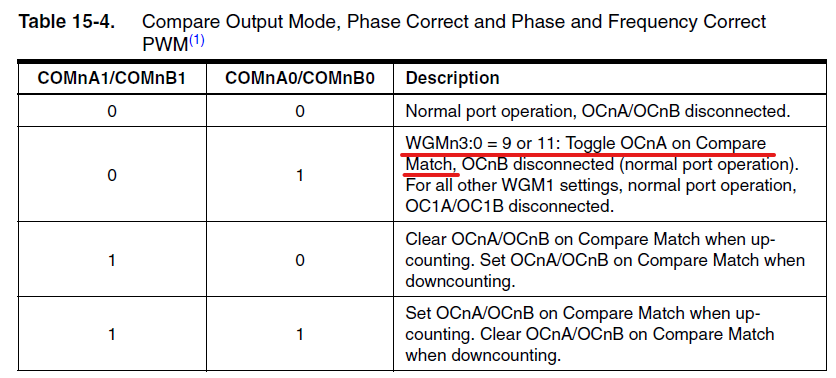 Table 15-4. Compare Output Mode, Phase Correct and Phase and Frequency Correct
PWM(1)
COMnA1/COMnB1 COMnA0/COMnB0 Description
0 0 Normal port operation, OCnA/OCnB disconnected.
0 1 WGMn3:0 = 9 or 11: Toggle OCnA on Compare
Match, OCnB disconnected (normal port operation).
For all other WGM1 settings, normal port operation,
OC1A/OC1B disconnected.
1 0 Clear OCnA/OCnB on Compare Match when up-
counting. Set OCnA/OCnB on Compare Match when
downcounting.
1 1 Set OCnA/OCnB on Compare Match when up-
counting. Clear OCnA/OCnB on Compare Match
when downcounting.